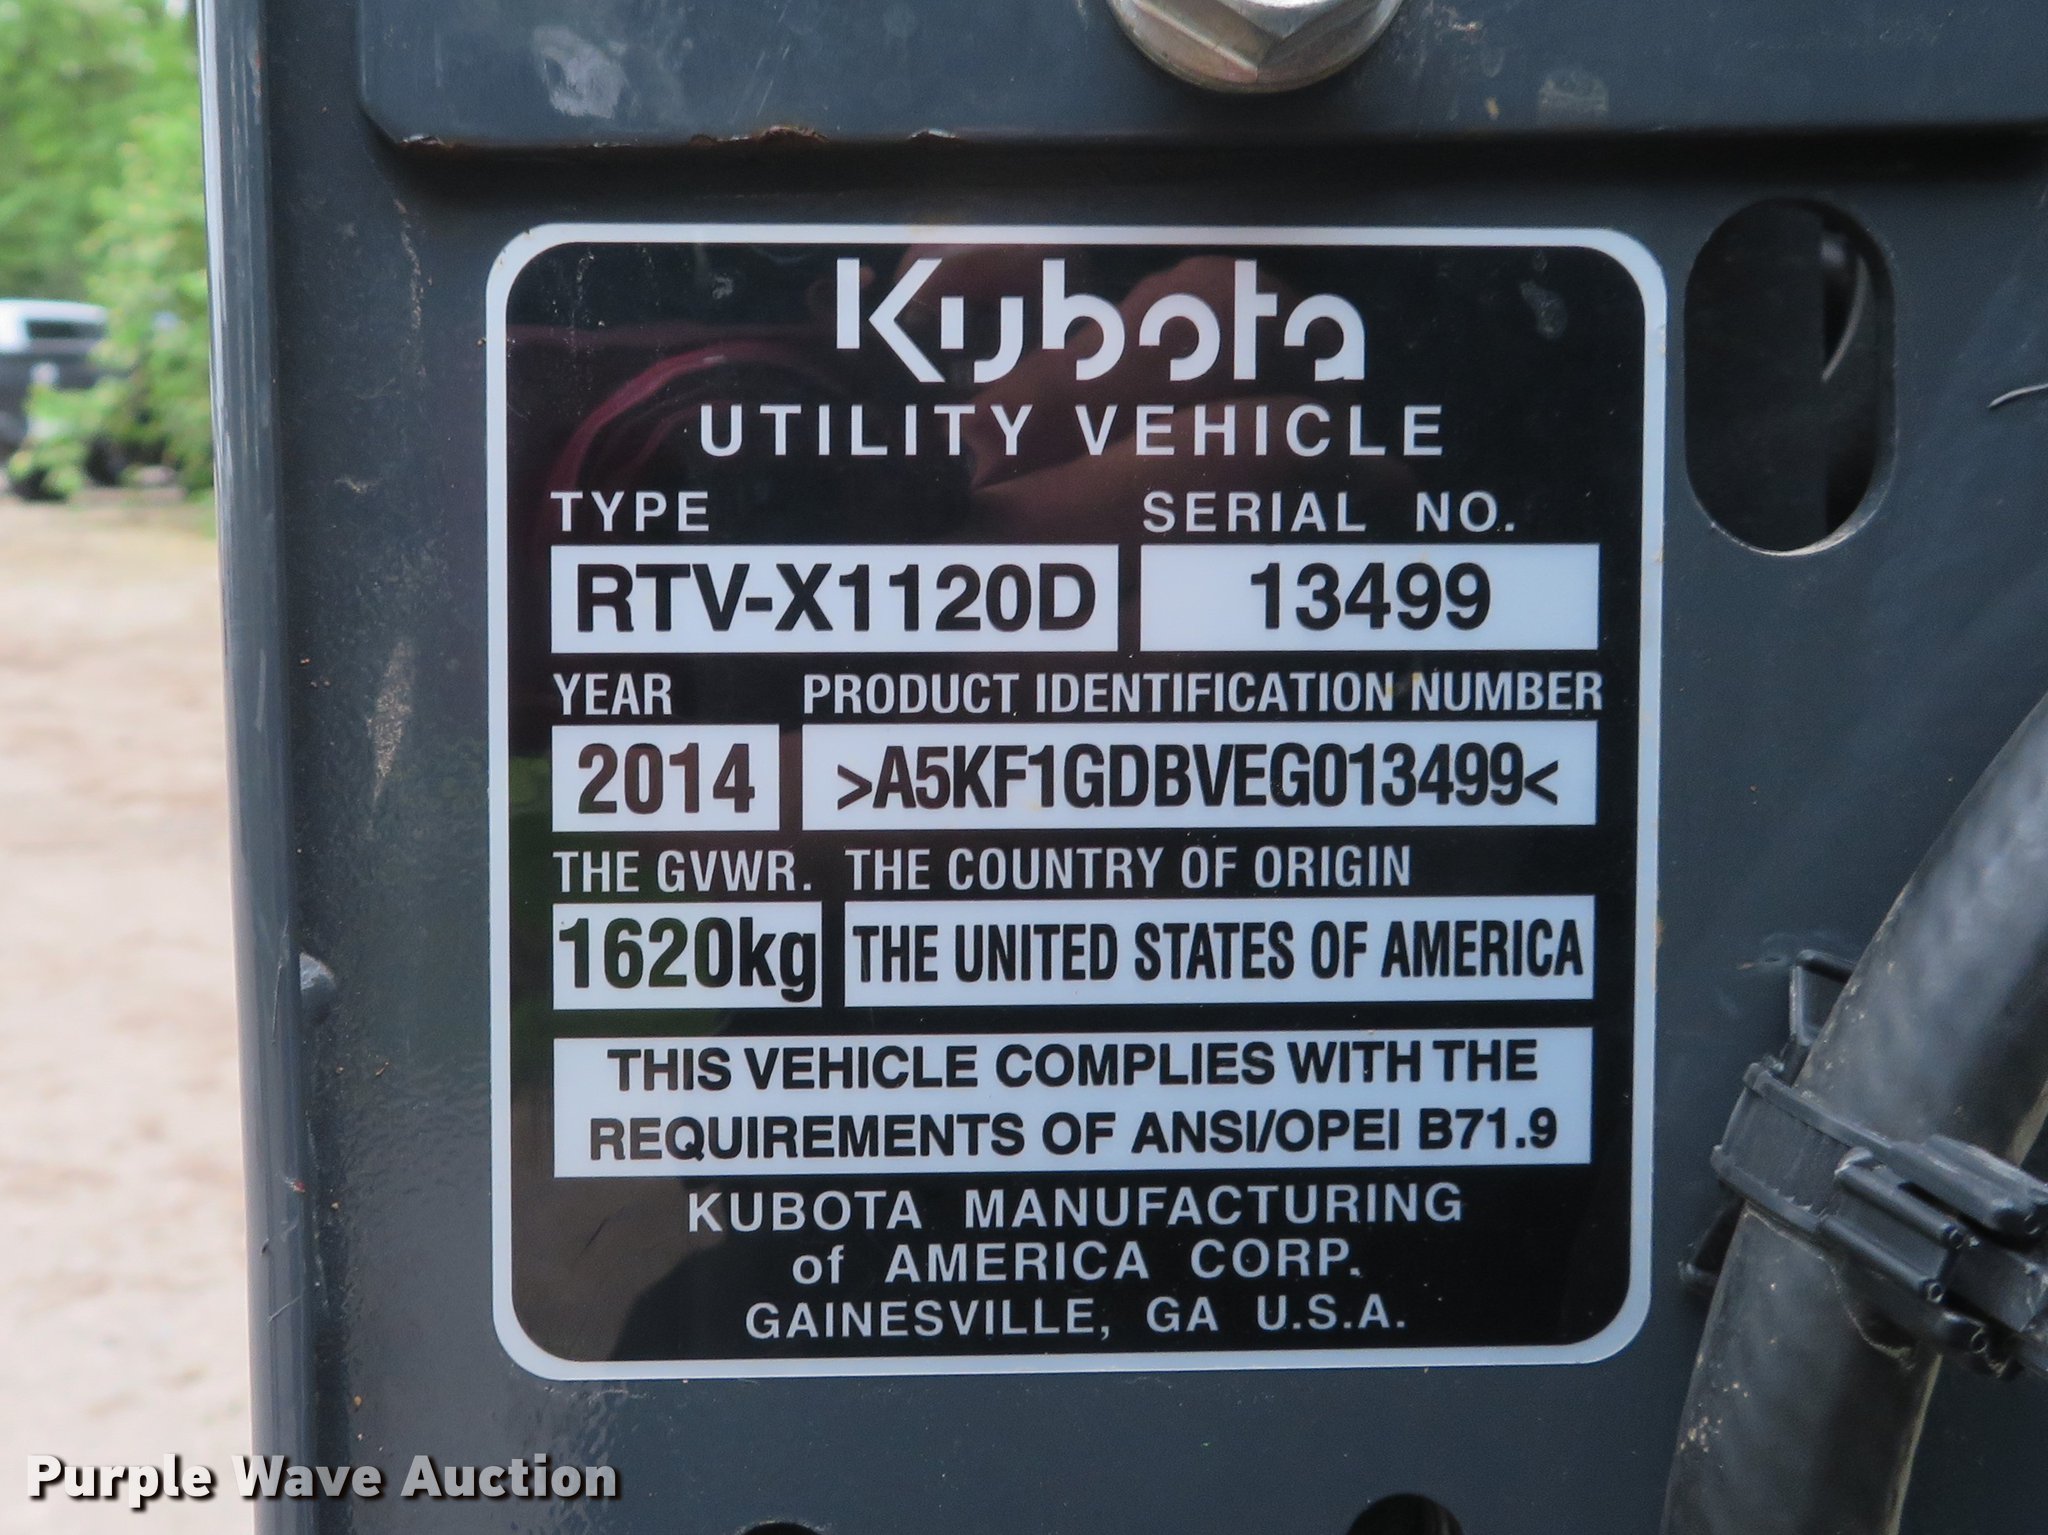 Kubota
UTILITY VEHICLE
TYPE SERIAL NO.
RTV-X1120D 13499
YEAR PRODUCT IDENTIFICATION NUMBER
2014 >A5KF1GDBVEG013499<
THE GVWR. THE COUNTRY OF ORIGIN
1620kg THE UNITED STATES OF AMERICA
THIS VEHICLE COMPLIES WITH THE
REQUIREMENTS OF ANSI/OPEI B71.9
KUBOTA MANUFACTURING
of AMERICA CORP.
GAINESVILLE, GA U.S.A.
Purple Wave Auction